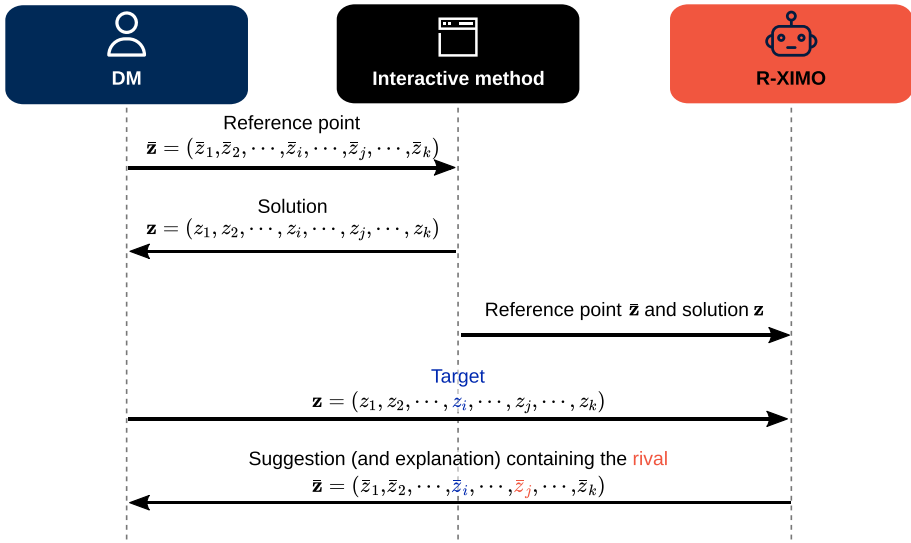 DM
Interactive method
R-XIMO
Reference point
z̄ = (z̄₁,z̄₂,⋯,z̄ᵢ,⋯,z̄ⱼ,⋯,z̄ₖ)
Solution
z = (z₁,z₂,⋯,zᵢ,⋯,zⱼ,⋯,zₖ)
Reference point z̄ and solution z
Target
z = (z₁,z₂,⋯,zᵢ,⋯,zⱼ,⋯,zₖ)
Suggestion (and explanation) containing the rival
z̄ = (z̄₁,z̄₂,⋯,z̄ᵢ,⋯,z̄ⱼ,⋯,z̄ₖ)